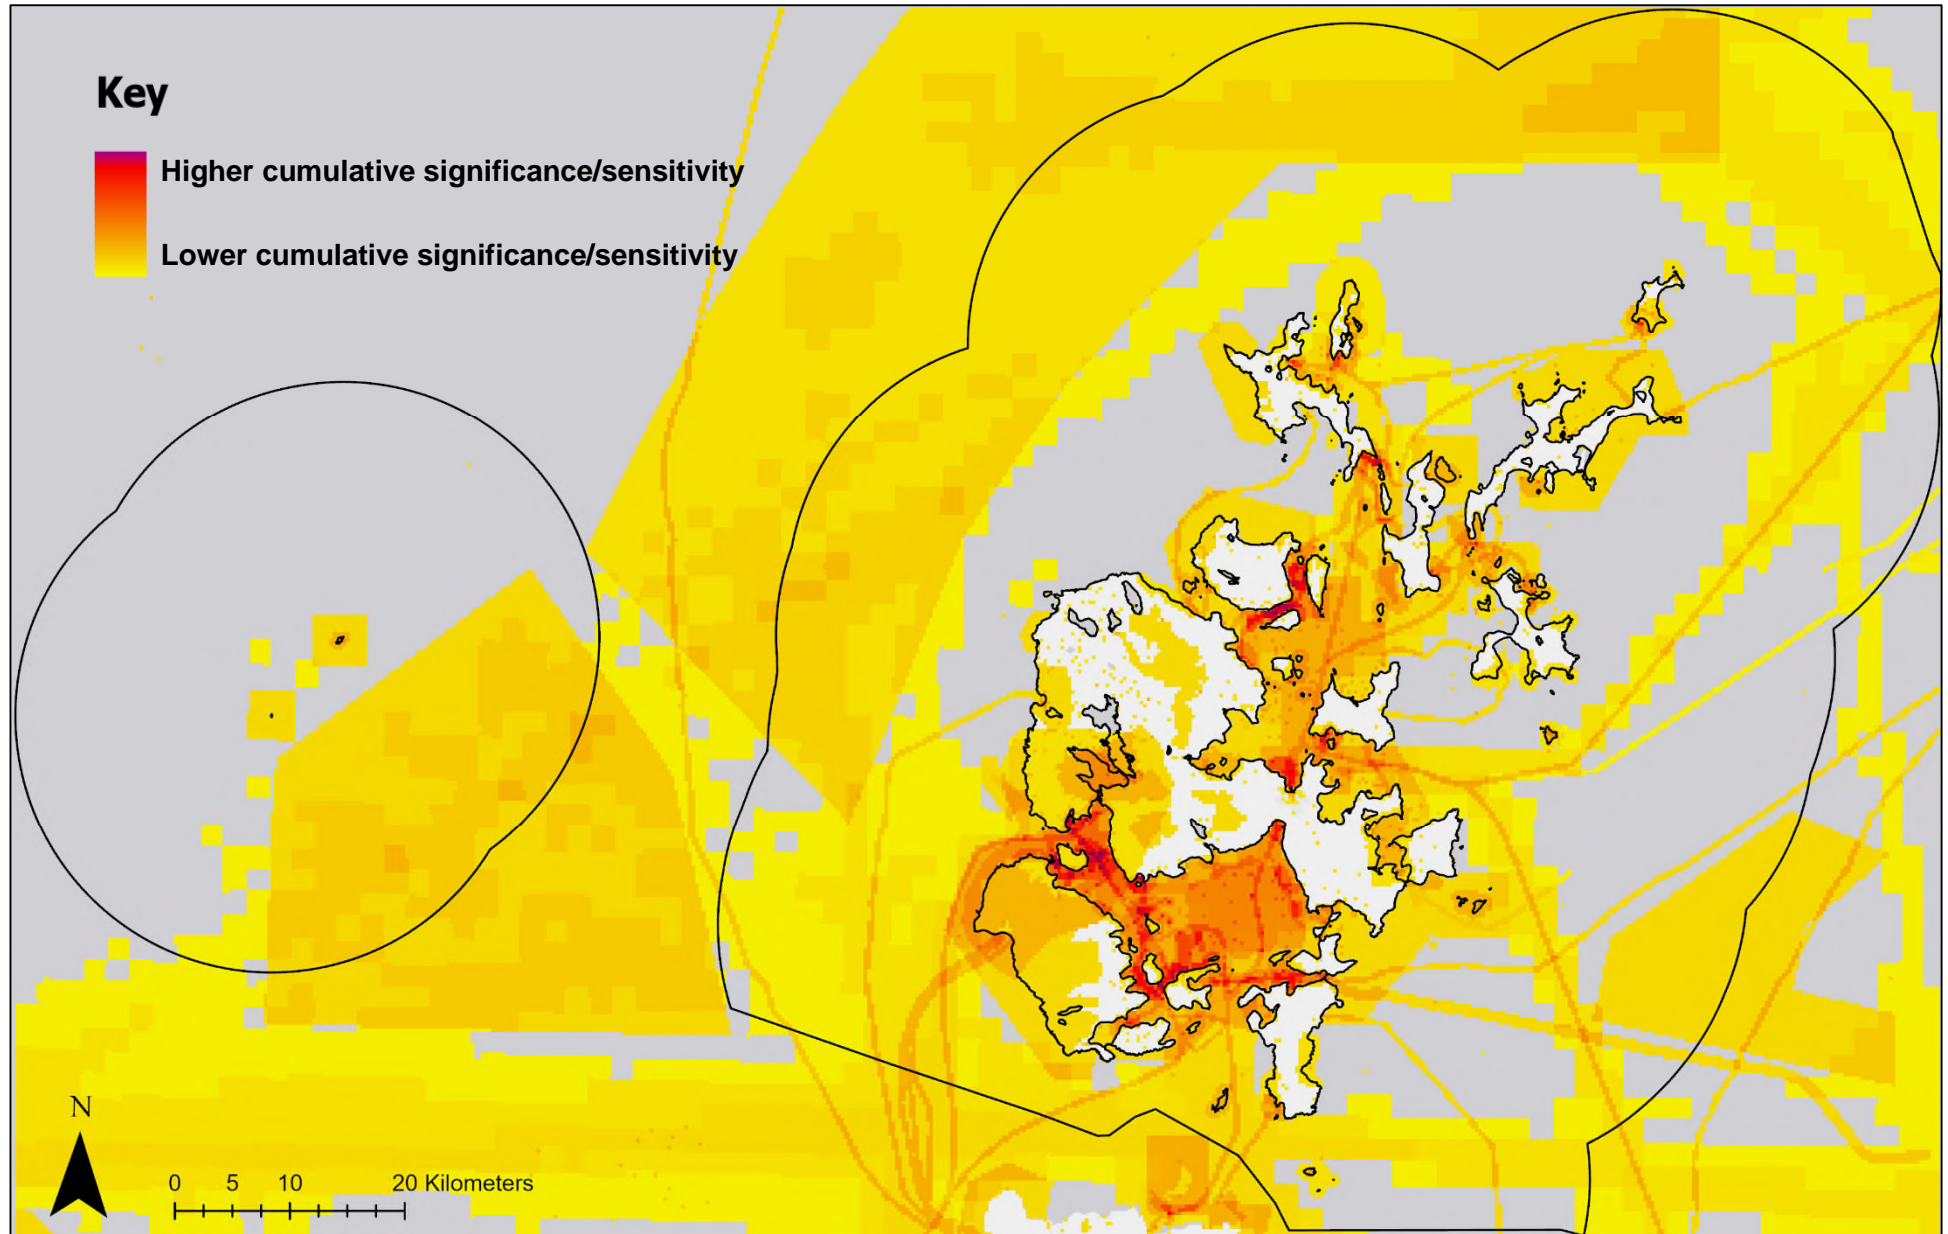 Key
Higher cumulative significance/sensitivity
Lower cumulative significance/sensitivity
N
0 5 10 20 Kilometers